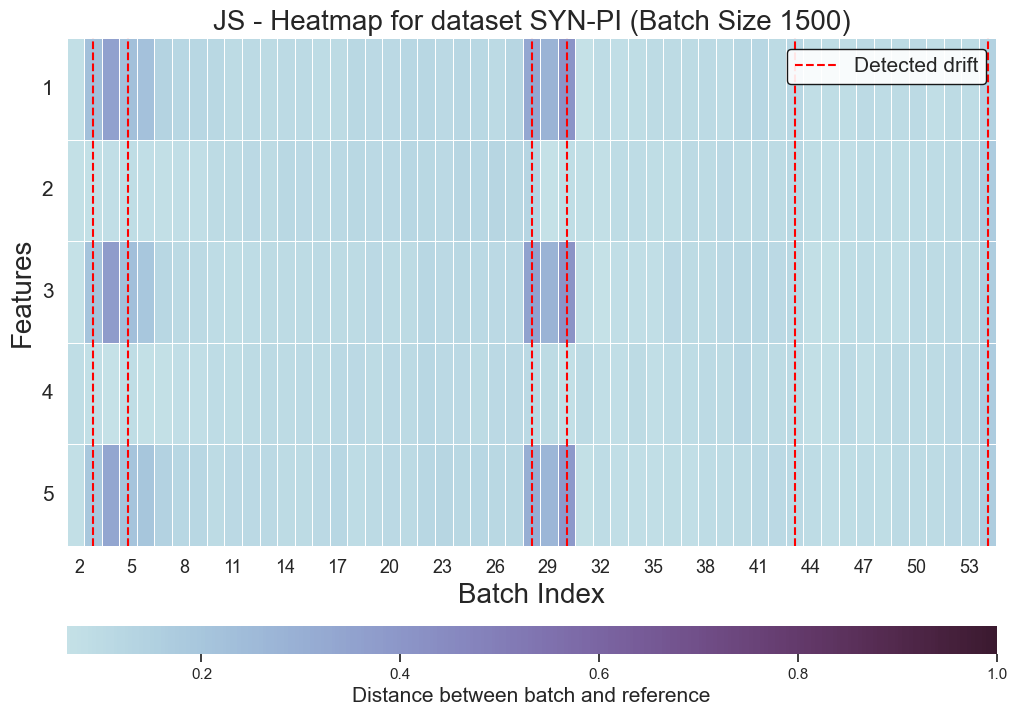 JS - Heatmap for dataset SYN-PI (Batch Size 1500)
Detected drift
Features
1
2
3
4
5
2 5 8 11 14 17 20 23 26 29 32 35 38 41 44 47 50 53
Batch Index
0.2 0.4 0.6 0.8 1.0
Distance between batch and reference